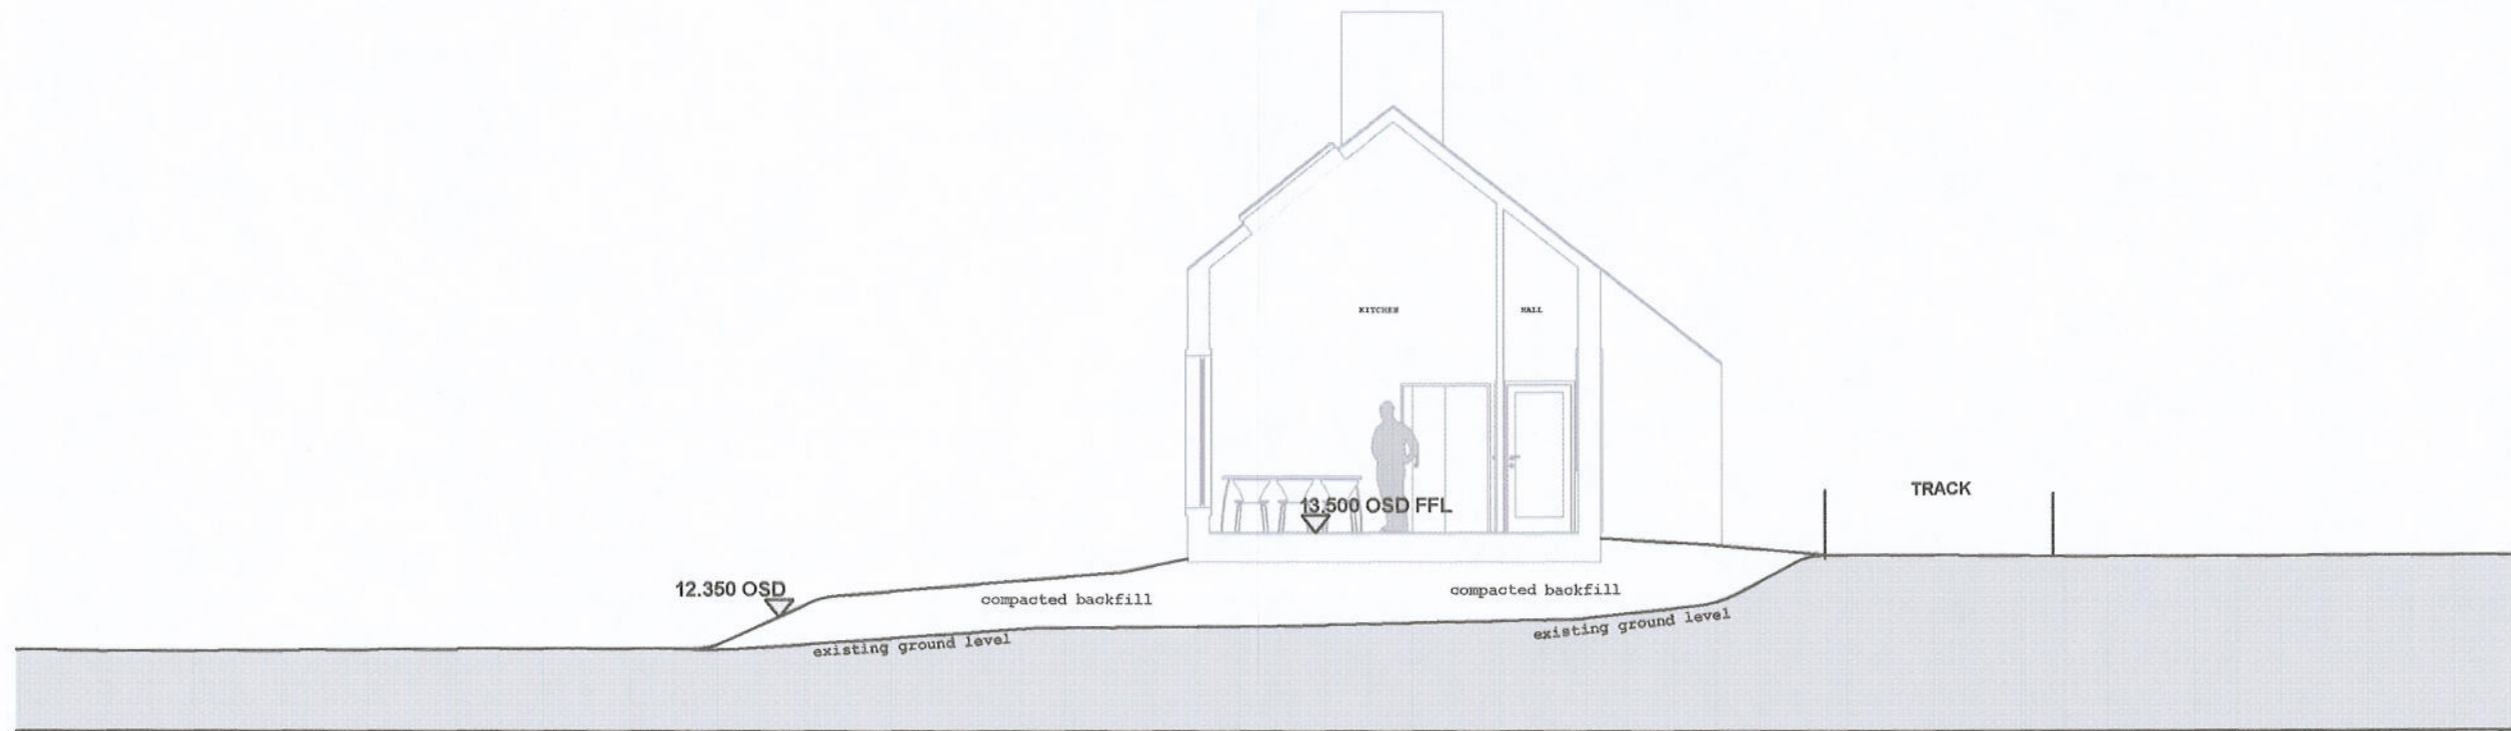 KITCHEN
HALL
TRACK
13.500 OSD FFL
12.350 OSD
compacted backfill
compacted backfill
existing ground level
existing ground level